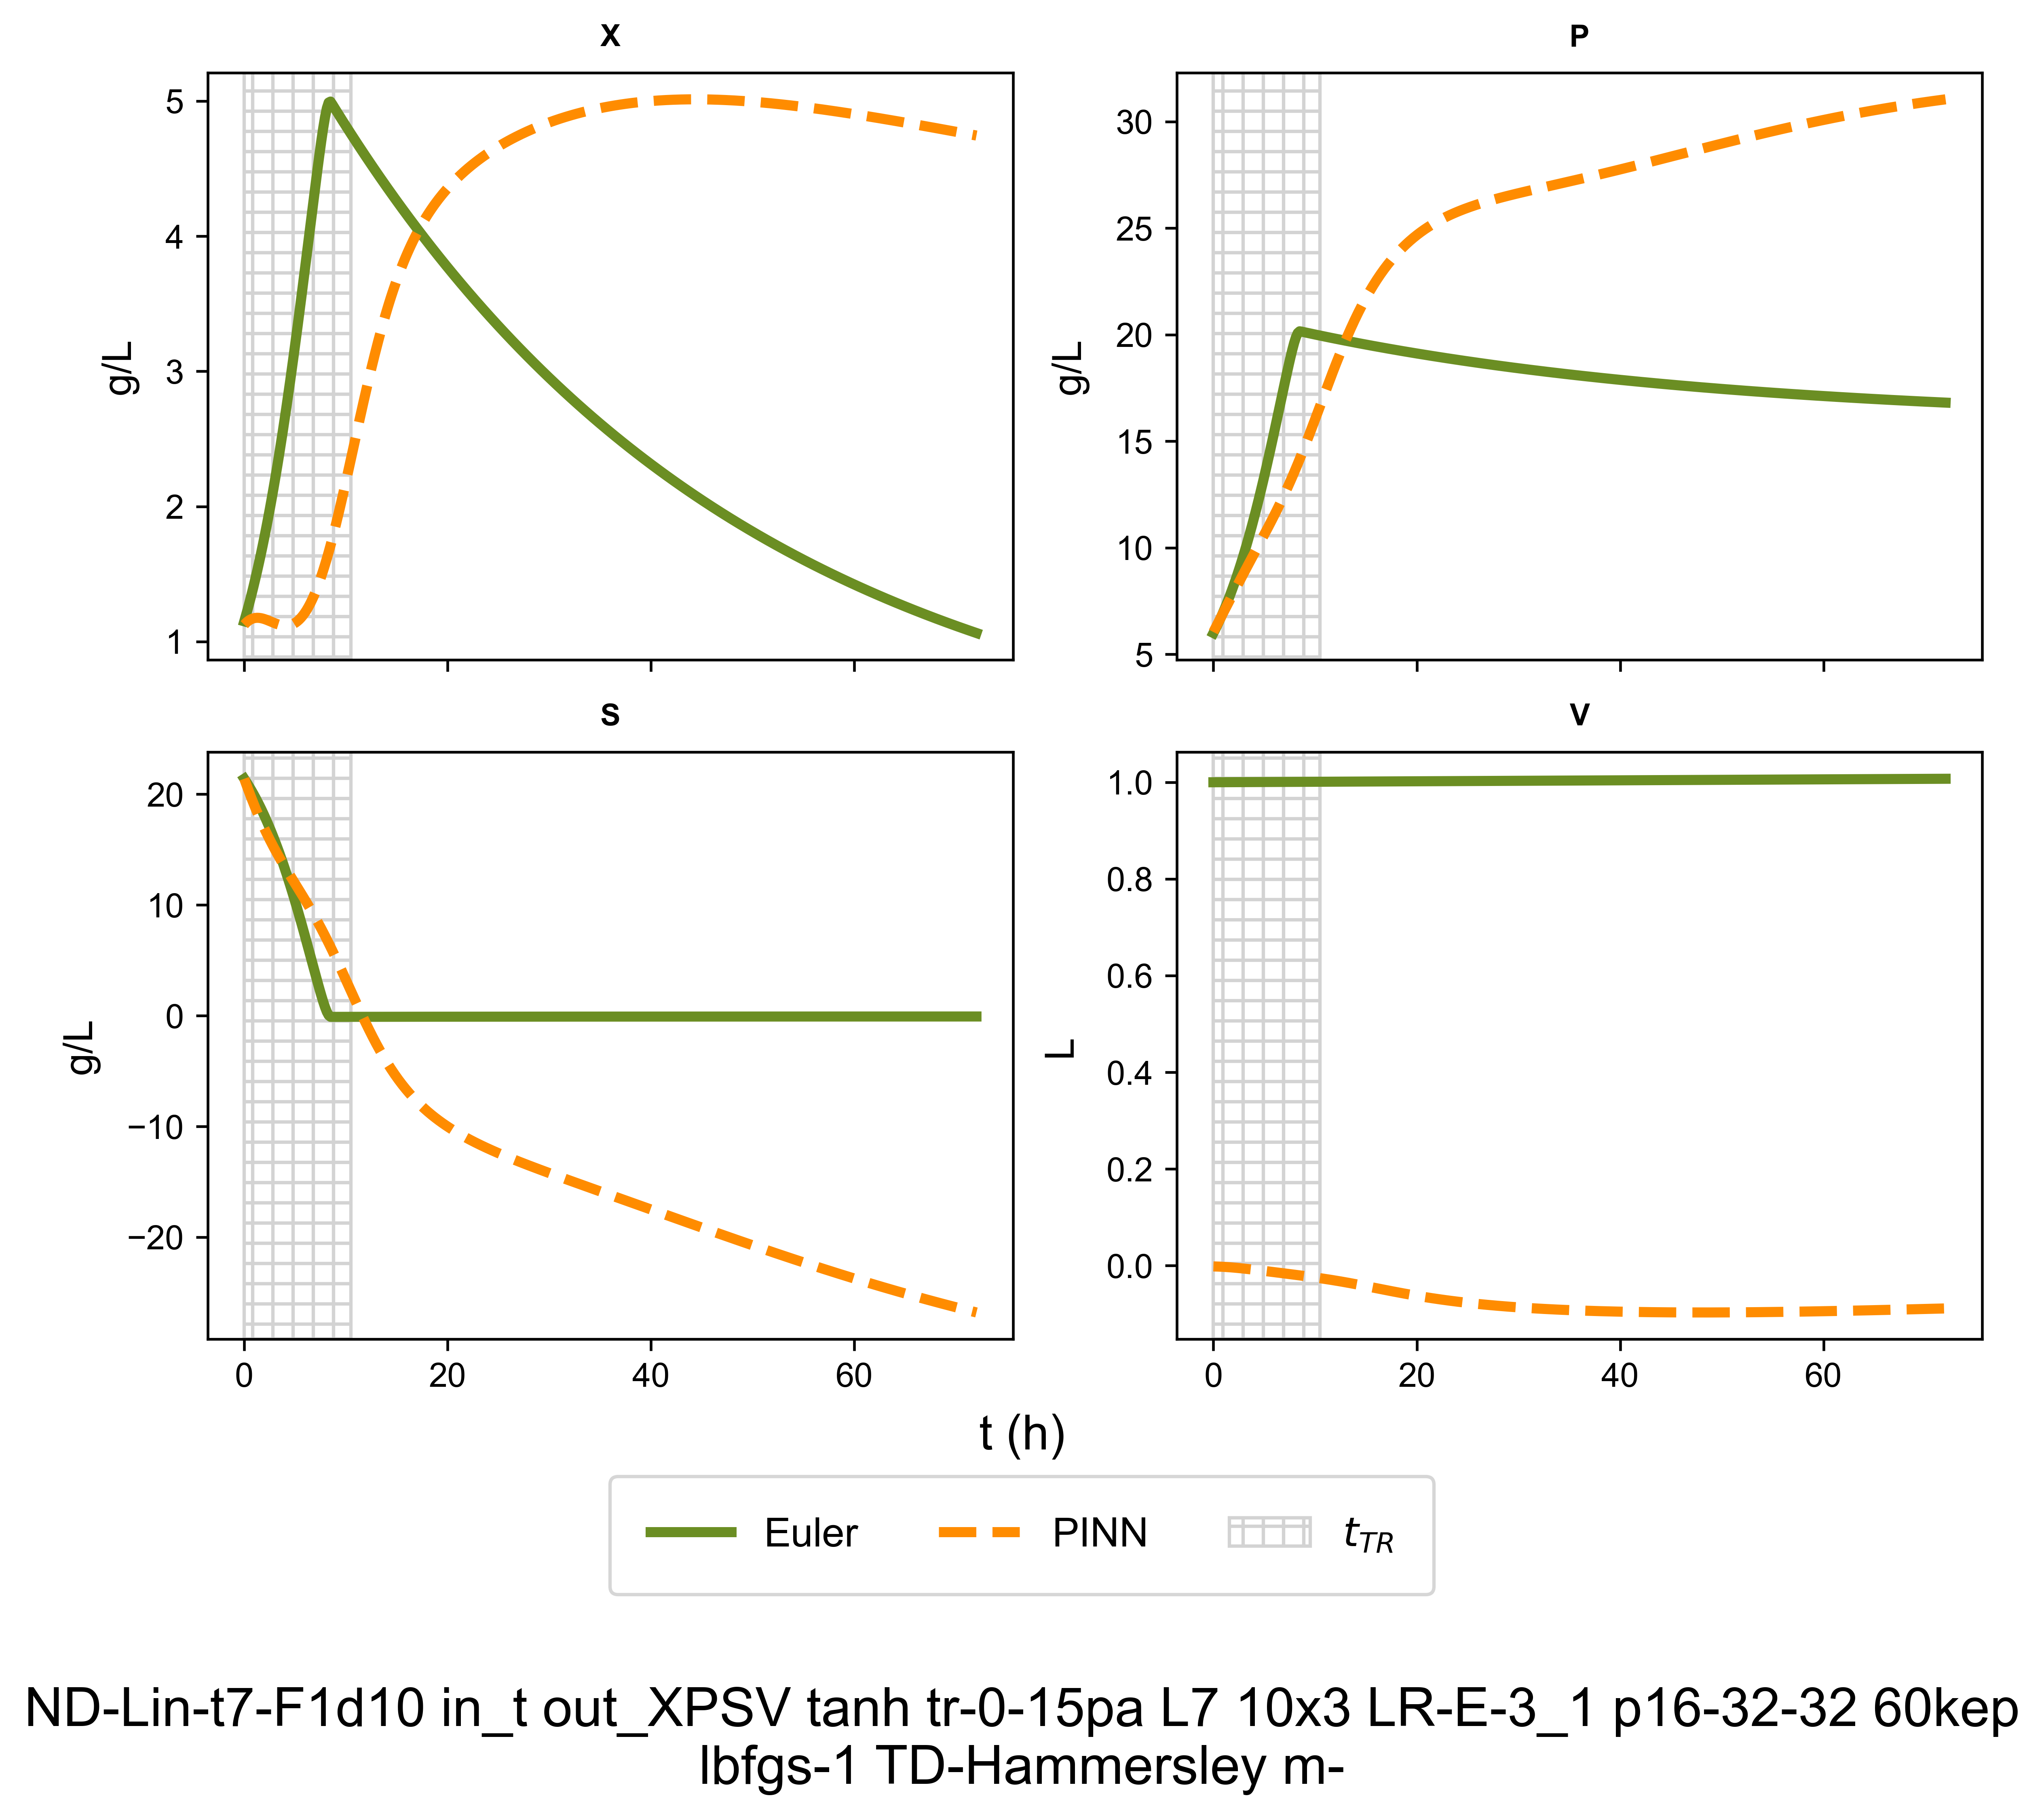 X
P
5
4
3
2
1
g/L
30
25
20
15
10
5
g/L
S
V
20
10
0
−10
−20
g/L
0 20 40 60
1.0
0.8
0.6
0.4
0.2
0.0
L
0 20 40 60
t (h)
Euler PINN t_TR
ND-Lin-t7-F1d10 in_t out_XPSV tanh tr-0-15pa L7 10x3 LR-E-3_1 p16-32-32 60kep
lbfgs-1 TD-Hammersley m-